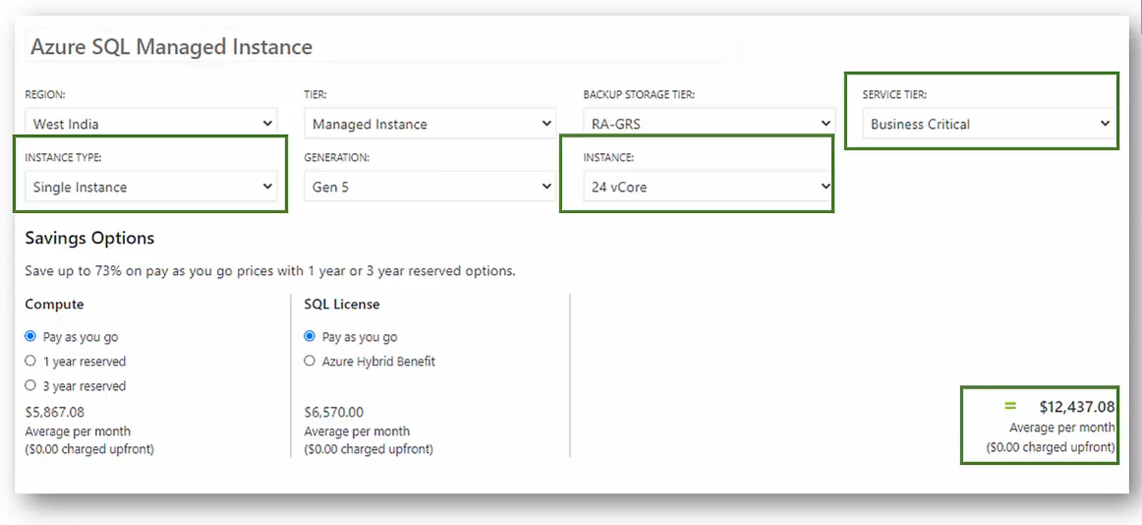 Azure SQL Managed Instance
REGION: TIER: BACKUP STORAGE TIER: SERVICE TIER:
West India Managed Instance RA-GRS Business Critical
INSTANCE TYPE: GENERATION: INSTANCE:
Single Instance Gen 5 24 vCore
Savings Options
Save up to 73% on pay as you go prices with 1 year or 3 year reserved options.
Compute SQL License
Pay as you go Pay as you go
1 year reserved Azure Hybrid Benefit
3 year reserved
$5,867.08 $6,570.00 = $12,437.08
Average per month Average per month Average per month
($0.00 charged upfront) ($0.00 charged upfront) ($0.00 charged upfront)